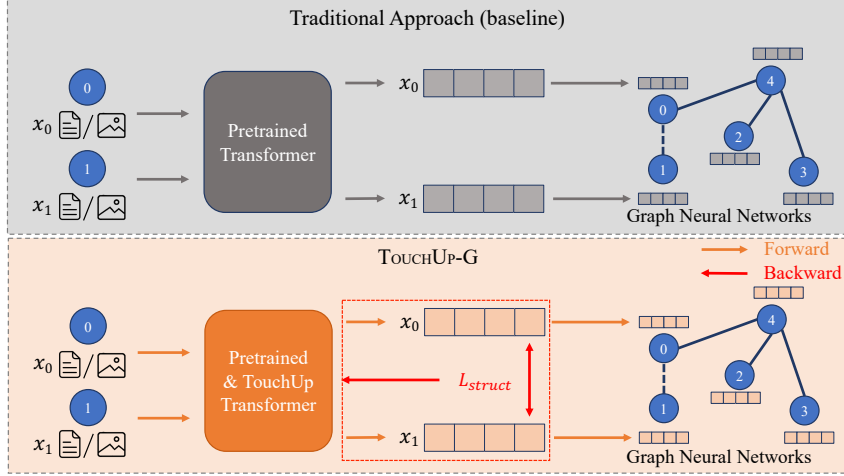 Traditional Approach (baseline)
0
x₀ /
1
x₁ /
Pretrained
Transformer
x₀
x₁
0
1
2
3
4
Graph Neural Networks
TOUCHUP-G
Forward
Backward
0
x₀ /
1
x₁ /
Pretrained
& TouchUp
Transformer
x₀
L_struct
x₁
0
1
2
3
4
Graph Neural Networks